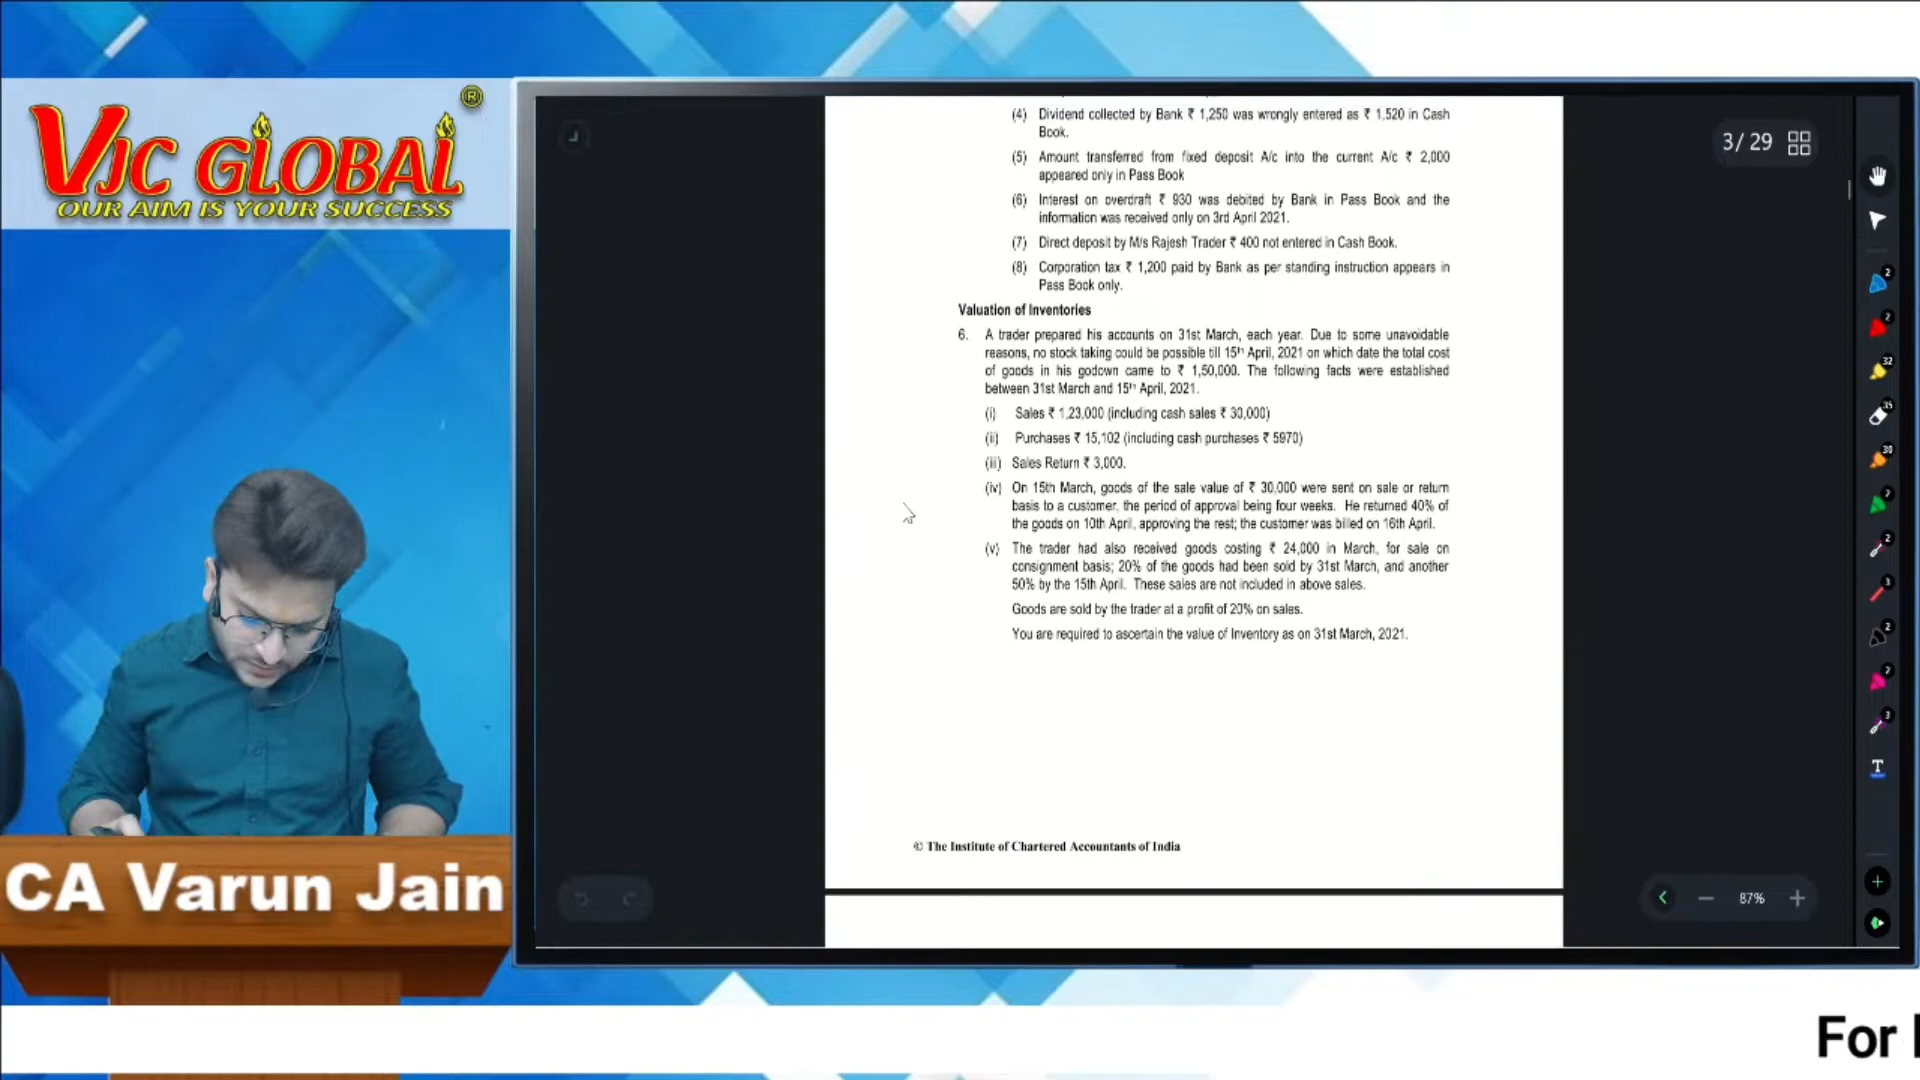 VJC GLOBAL ®
OUR AIM IS YOUR SUCCESS
(4) Dividend collected by Bank ₹ 1,250 was wrongly entered as ₹ 1,520 in Cash
Book.
(5) Amount transferred from fixed deposit A/c into the current A/c ₹ 2,000
appeared only in Pass Book
(6) Interest on overdraft ₹ 930 was debited by Bank in Pass Book and the
information was received only on 3rd April 2021.
(7) Direct deposit by M/s Rajesh Trader ₹ 400 not entered in Cash Book.
(8) Corporation tax ₹ 1,200 paid by Bank as per standing instruction appears in
Pass Book only.
Valuation of Inventories
6. A trader prepared his accounts on 31st March, each year. Due to some unavoidable
reasons, no stock taking could be possible till 15th April, 2021 on which date the total cost
of goods in his godown came to ₹ 1,50,000. The following facts were established
between 31st March and 15th April, 2021.
(i) Sales ₹ 1,23,000 (including cash sales ₹ 30,000)
(ii) Purchases ₹ 15,102 (including cash purchases ₹ 5970)
(iii) Sales Return ₹ 3,000.
(iv) On 15th March, goods of the sale value of ₹ 30,000 were sent on sale or return
basis to a customer, the period of approval being four weeks. He returned 40% of
the goods on 10th April, approving the rest; the customer was billed on 16th April.
(v) The trader had also received goods costing ₹ 24,000 in March, for sale on
consignment basis; 20% of the goods had been sold by 31st March, and another
50% by the 15th April. These sales are not included in above sales.
Goods are sold by the trader at a profit of 20% on sales.
You are required to ascertain the value of Inventory as on 31st March, 2021.
© The Institute of Chartered Accountants of India
3/ 29
2
2
32
35
30
2
2
3
2
2
3
T
87%
CA Varun Jain
For